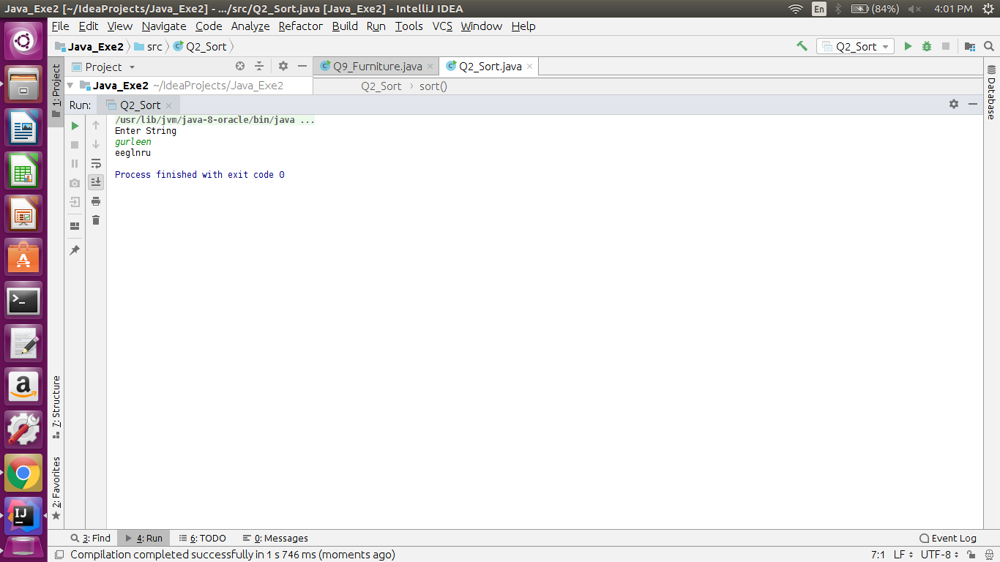 Java_Exe2 [~/IdeaProjects/Java_Exe2] - .../src/Q2_Sort.java [Java_Exe2] - IntelliJ IDEA En (84%) 4:01 PM
File Edit View Navigate Code Analyze Refactor Build Run Tools VCS Window Help
Java_Exe2 src Q2_Sort Q2_Sort
Project Q9_Furniture.java Q2_Sort.java
Java_Exe2 ~/IdeaProjects/Java_Exe2 Q2_Sort › sort()
Run: Q2_Sort
/usr/lib/jvm/java-8-oracle/bin/java ...
Enter String
gurleen
eeglnru
Process finished with exit code 0
1: Project
7: Structure
2: Favorites
Database
A
>_
a
IJ
3: Find 4: Run 6: TODO 0: Messages Event Log
Compilation completed successfully in 1 s 746 ms (moments ago) 7:1 LF UTF-8